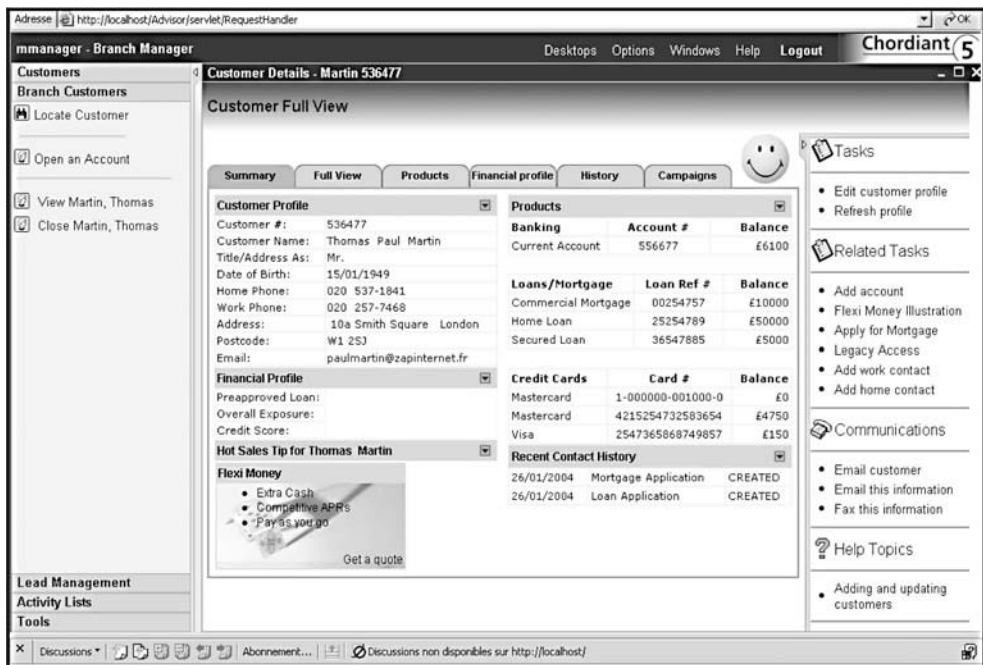 Adresse http://localhost/Advisor/servlet/RequestHandler OK
mmanager - Branch Manager Desktops Options Windows Help Logout Chordiant 5
Customers
Branch Customers
Locate Customer
Open an Account
View Martin, Thomas
Close Martin, Thomas
Lead Management
Activity Lists
Tools
Customer Details - Martin 536477
Customer Full View
Summary Full View Products Financial profile History Campaigns
Customer Profile
Customer #: 536477
Customer Name: Thomas Paul Martin
Title/Address As: Mr.
Date of Birth: 15/01/1949
Home Phone: 020 537-1841
Work Phone: 020 257-7468
Address: 10a Smith Square London
Postcode: W1 2SJ
Email: paulmartin@zapinternet.fr
Financial Profile
Preapproved Loan:
Overall Exposure:
Credit Score:
Hot Sales Tip for Thomas Martin
Flexi Money
• Extra Cash
• Competitive APRs
• Pay as you go
Get a quote
Products
Banking Account # Balance
Current Account 556677 £6100
Loans/Mortgage Loan Ref # Balance
Commercial Mortgage 00254757 £10000
Home Loan 25254789 £50000
Secured Loan 36547885 £5000
Credit Cards Card # Balance
Mastercard 1-000000-001000-0 £0
Mastercard 4215254732583654 £4750
Visa 2547365868749857 £150
Recent Contact History
26/01/2004 Mortgage Application CREATED
26/01/2004 Loan Application CREATED
Tasks
• Edit customer profile
• Refresh profile
Related Tasks
• Add account
• Flexi Money Illustration
• Apply for Mortgage
• Legacy Access
• Add work contact
• Add home contact
Communications
• Email customer
• Email this information
• Fax this information
Help Topics
• Adding and updating
customers
Discussions Abonnement... Discussions non disponibles sur http://localhost/